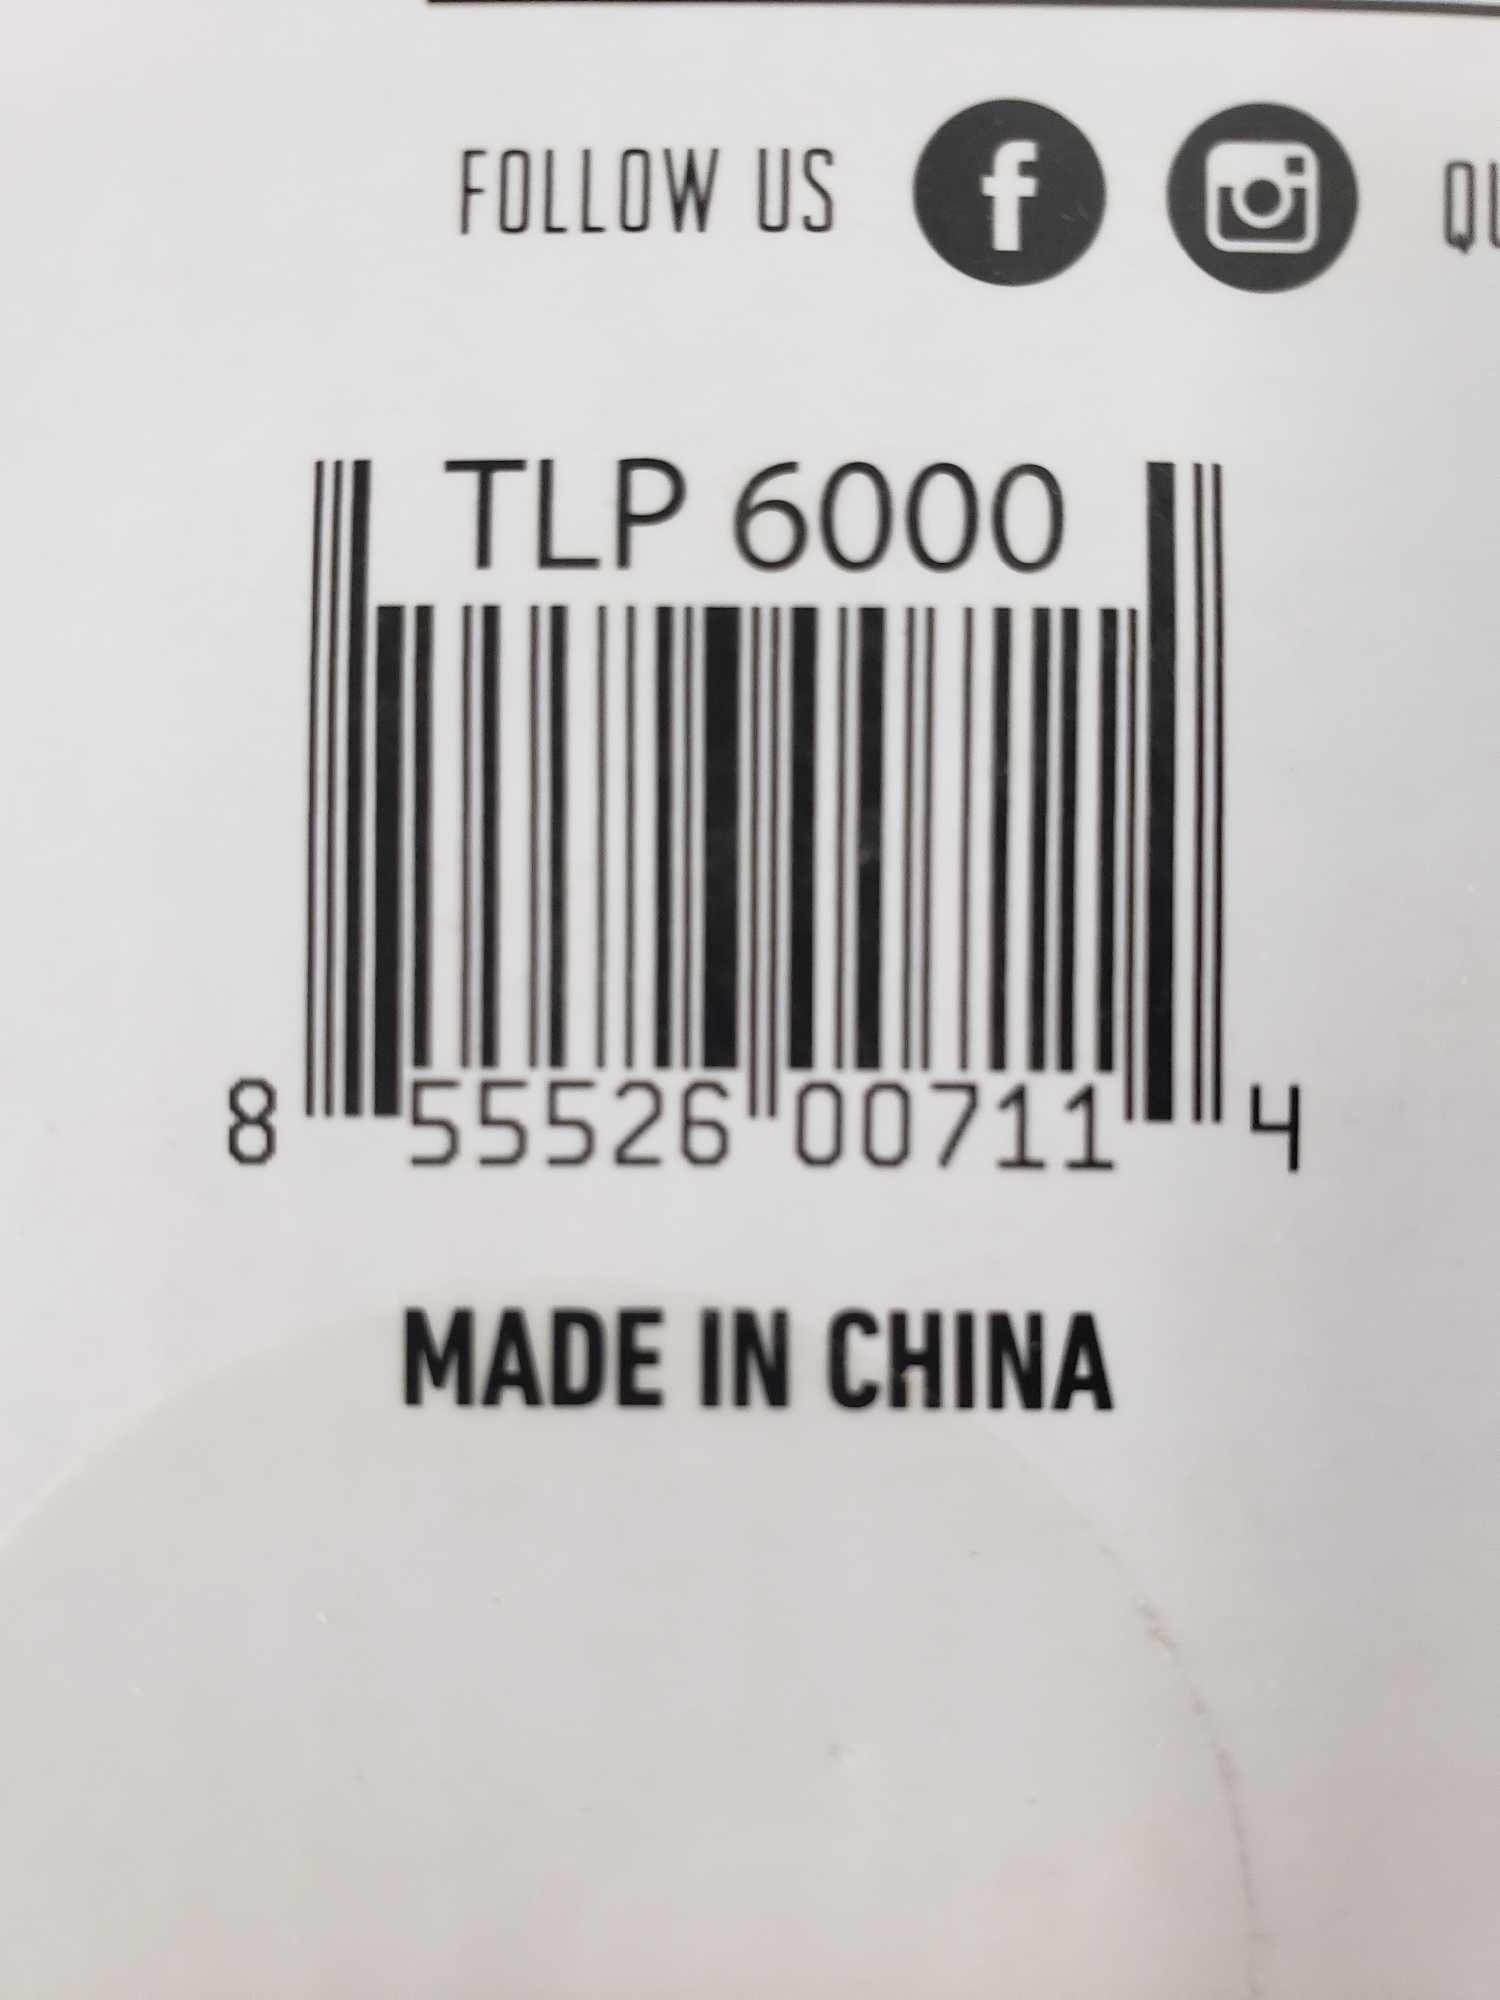 FOLLOW US
TLP 6000
8 55526 00711 4
MADE IN CHINA